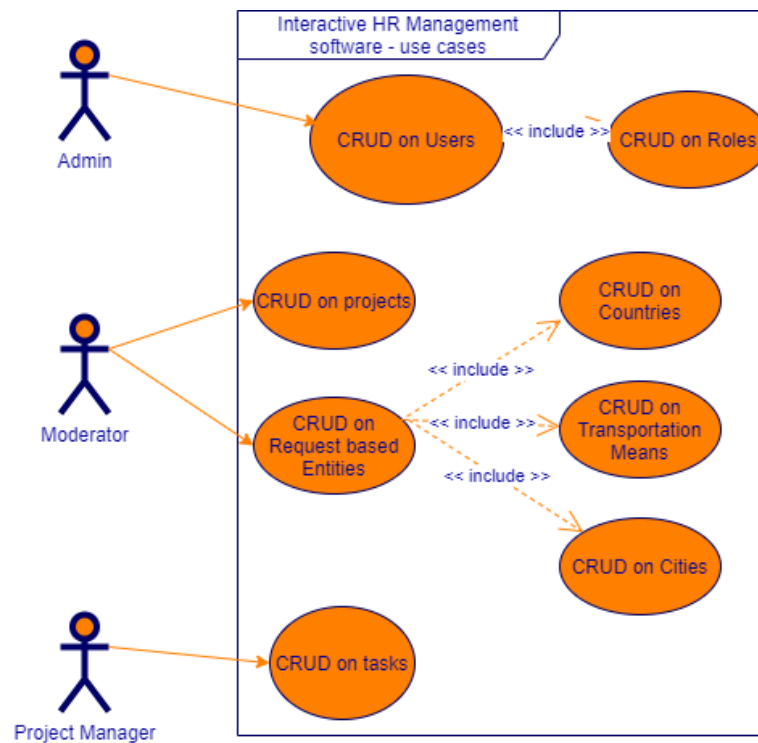 Interactive HR Management
software - use cases
CRUD on Users
<< include >>
CRUD on Roles
Admin
CRUD on projects
CRUD on
Countries
<< include >>
Moderator
CRUD on
Request based
Entities
<< include >>
CRUD on
Transportation
Means
<< include >>
CRUD on Cities
CRUD on tasks
Project Manager